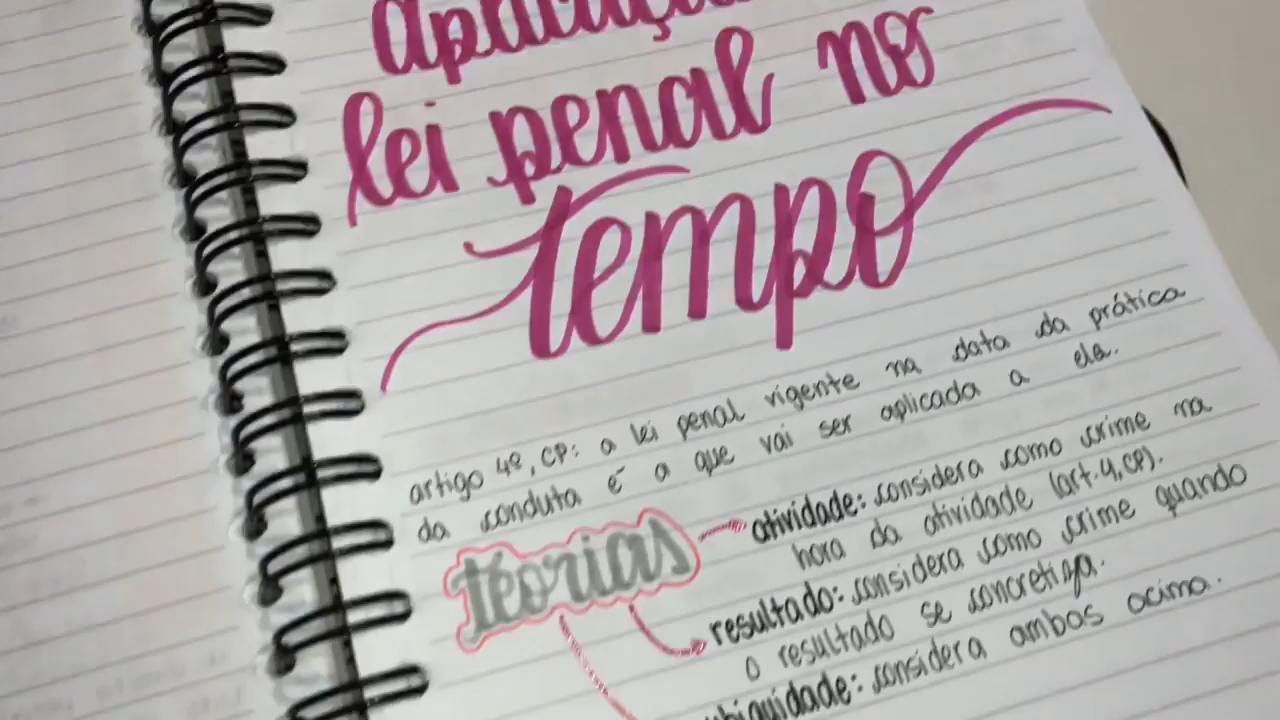 aplicação
lei penal no
tempo
artigo 4º, CP: a lei penal vigente na data da prática
da conduta é a que vai ser aplicada a ela.
teorias
atividade: considera como crime na
hora da atividade (art.4,CP).
resultado: considera como crime quando
o resultado se concretiza.
ubiquidade: considera ambos acima.